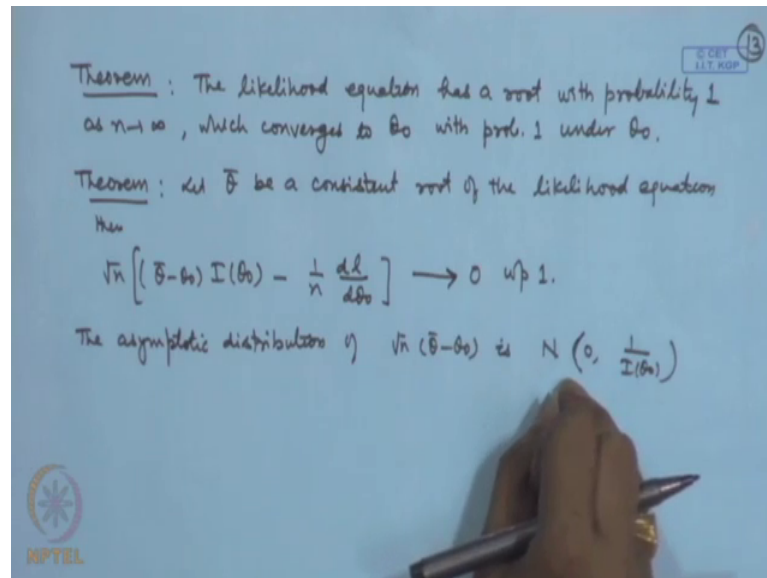 13
© CET
I.I.T. KGP
Theorem : The likelihood equation has a root with probability 1
as n→∞, which converges to θ₀ with prob. 1 under θ₀.
Theorem : Let θ̄ be a consistent root of the likelihood equation
then
√n [ (θ̄-θ₀) I(θ₀) - 1/n dl/dθ₀ ] ⟶ 0 wp 1.
The asymptotic distribution of √n (θ̄-θ₀) is N (0, 1/I(θ₀))
NPTEL